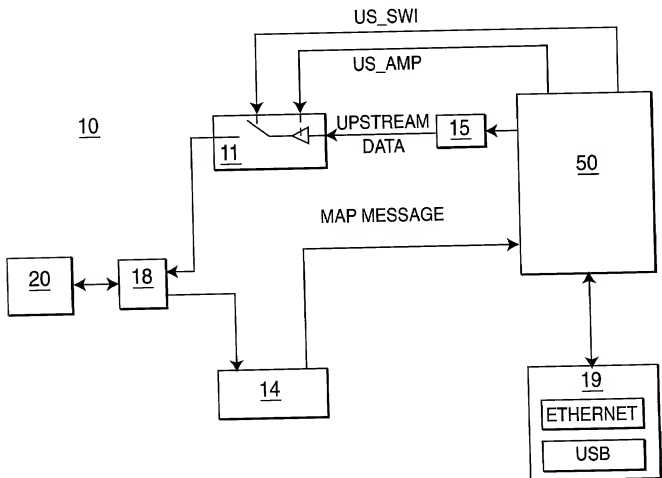 US_SWI
US_AMP
10
11
UPSTREAM
DATA
15
50
MAP MESSAGE
20
18
14
19
ETHERNET
USB